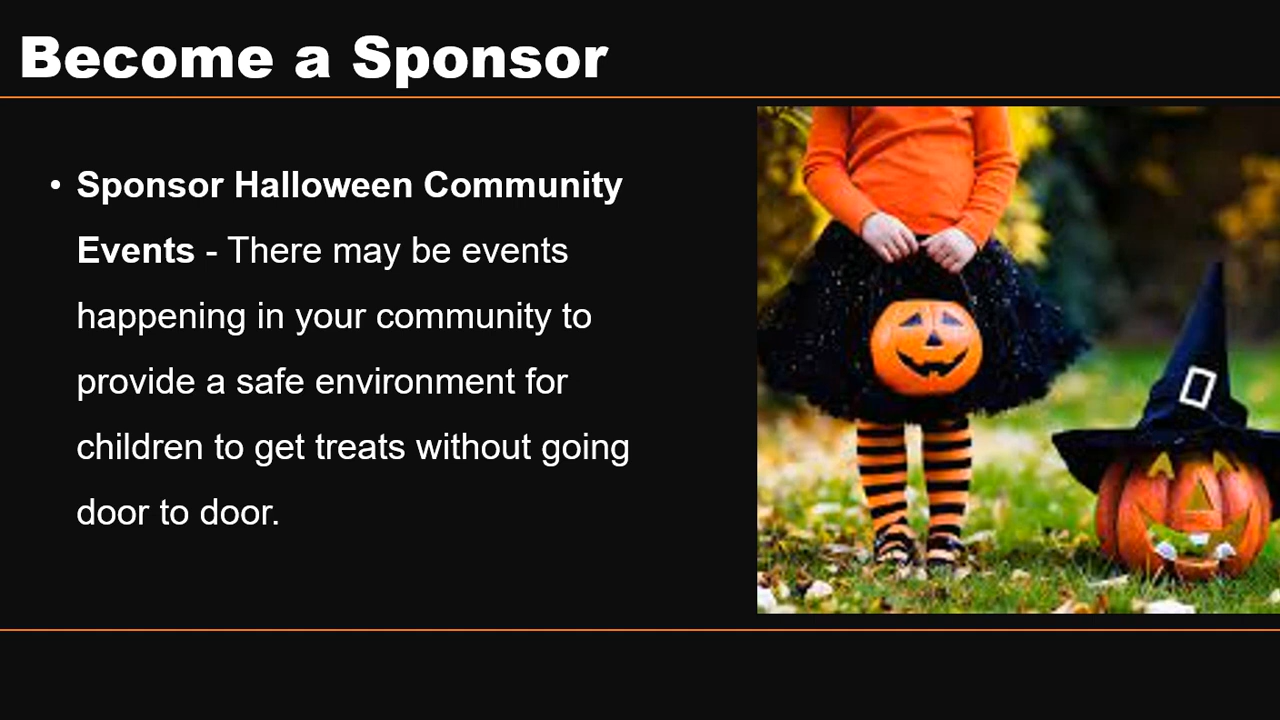 Become a Sponsor
• Sponsor Halloween Community
Events - There may be events
happening in your community to
provide a safe environment for
children to get treats without going
door to door.